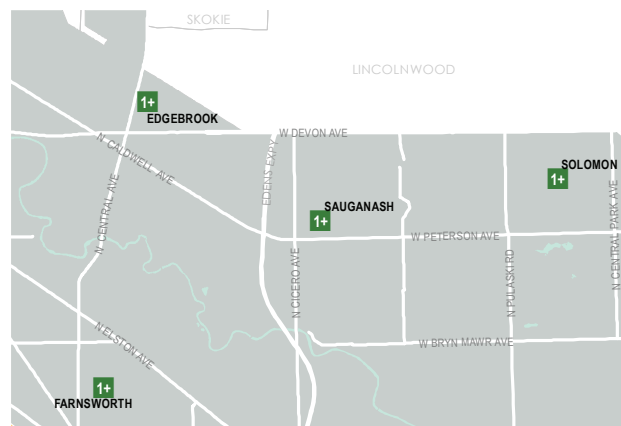 SKOKIE
LINCOLNWOOD
1+
EDGEBROOK
W DEVON AVE
N CALDWELL AVE
EDENS EXPY
SOLOMON
1+
SAUGANASH
1+
N CENTRAL AVE
W PETERSON AVE
N CENTRAL PARK AVE
N CICERO AVE
N PULASKI RD
N ELSTON AVE
W BRYN MAWR AVE
1+
FARNSWORTH